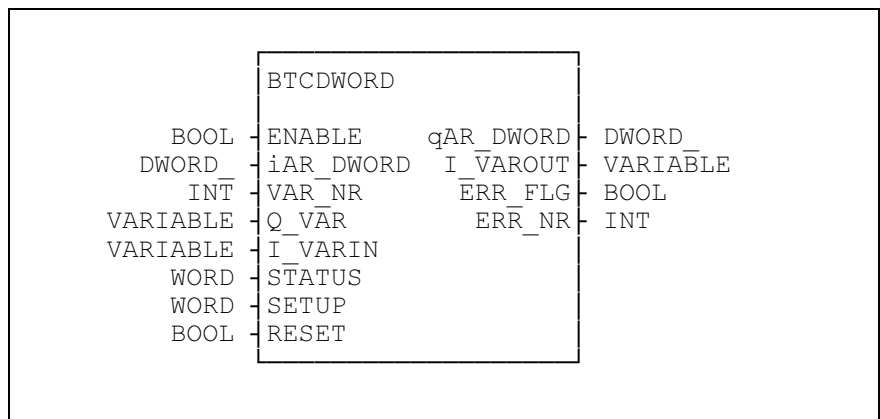 BTCDWORD
BOOL ENABLE qAR_DWORD DWORD_
DWORD_ iAR_DWORD I_VAROUT VARIABLE
INT VAR_NR ERR_FLG BOOL
VARIABLE Q_VAR ERR_NR INT
VARIABLE I_VARIN
WORD STATUS
WORD SETUP
BOOL RESET